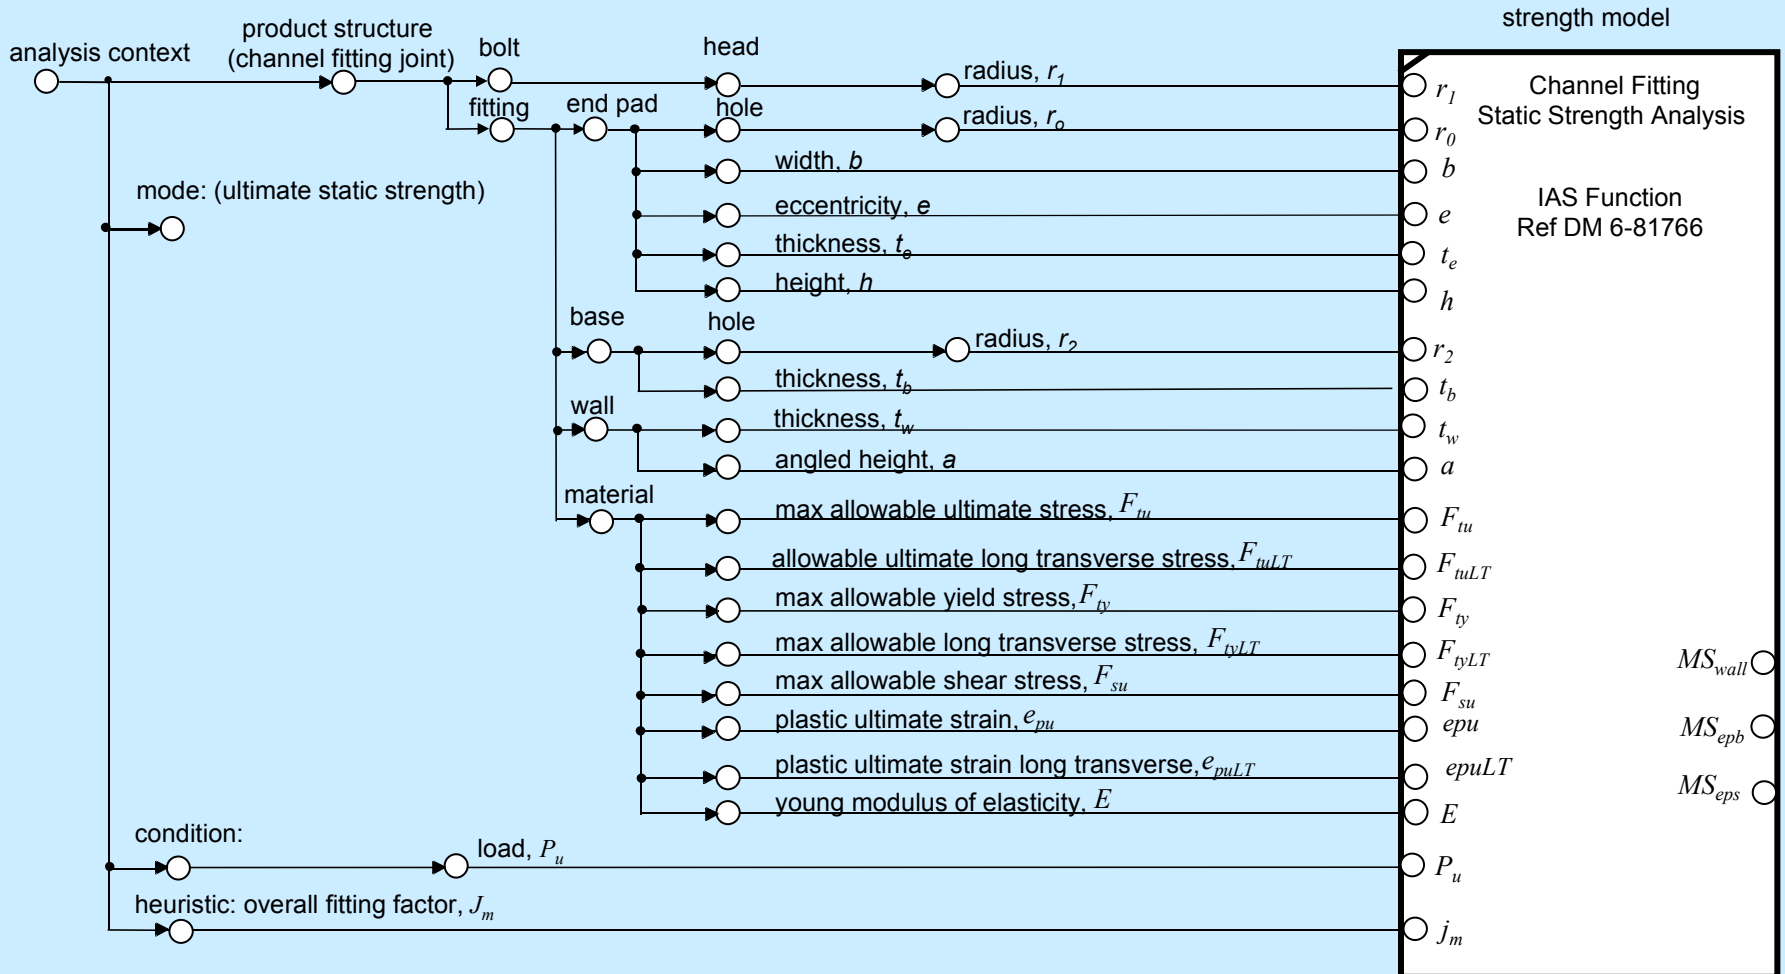 strength model
analysis context
product structure
(channel fitting joint)
bolt
head
radius, r1
r1
Channel Fitting
Static Strength Analysis
fitting
end pad
hole
radius, ro
r0
width, b
b
mode: (ultimate static strength)
IAS Function
Ref DM 6-81766
eccentricity, e
e
thickness, te
te
height, h
h
base
hole
radius, r2
r2
thickness, tb
tb
wall
thickness, tw
tw
angled height, a
a
material
max allowable ultimate stress, Ftu
Ftu
allowable ultimate long transverse stress, FtuLT
FtuLT
max allowable yield stress, Fty
Fty
max allowable long transverse stress, FtyLT
FtyLT
MSwall
max allowable shear stress, Fsu
Fsu
plastic ultimate strain, epu
epu
MSepb
plastic ultimate strain long transverse, epuLT
epuLT
MSeps
young modulus of elasticity, E
E
condition:
load, Pu
Pu
heuristic: overall fitting factor, Jm
jm